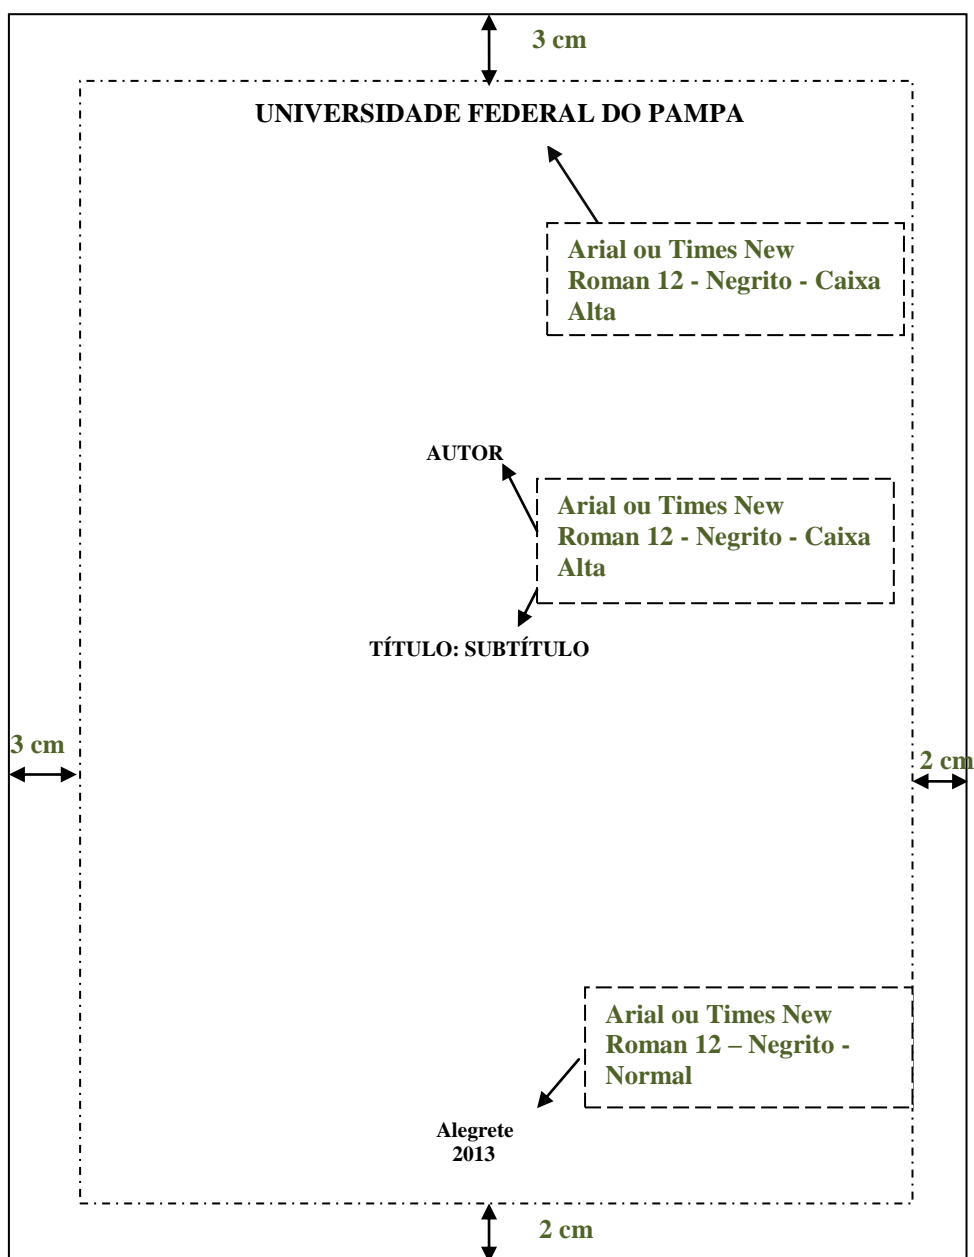 3 cm
UNIVERSIDADE FEDERAL DO PAMPA
Arial ou Times New
Roman 12 - Negrito - Caixa
Alta
AUTOR
Arial ou Times New
Roman 12 - Negrito - Caixa
Alta
TÍTULO: SUBTÍTULO
3 cm
2 cm
Arial ou Times New
Roman 12 – Negrito -
Normal
Alegrete
2013
2 cm